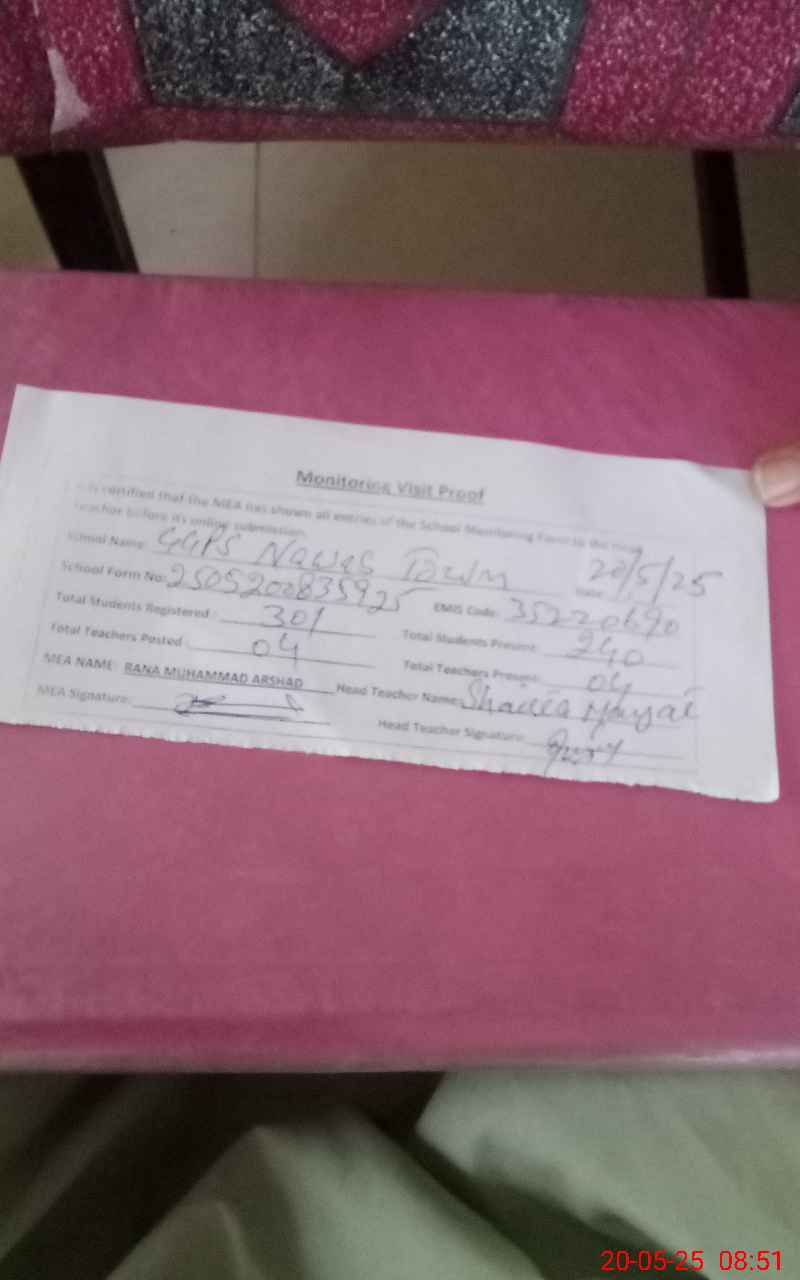 Monitoring Visit Proof
certified that the MEA has shown all entries of the School Monitoring Form to the Head
Teacher before its online submission.
School Name: GGPS Nawab Town Date: 20/5/25
School Form No: 2505200835925 EMIS Code: 35220690
Total Students Registered : 301 Total Students Present: 240
Total Teachers Posted : 04 Total Teachers Present: 04
MEA NAME: RANA MUHAMMAD ARSHAD Head Teacher Name:
MEA Signature: Head Teacher Signature:
20-05-25 08:51